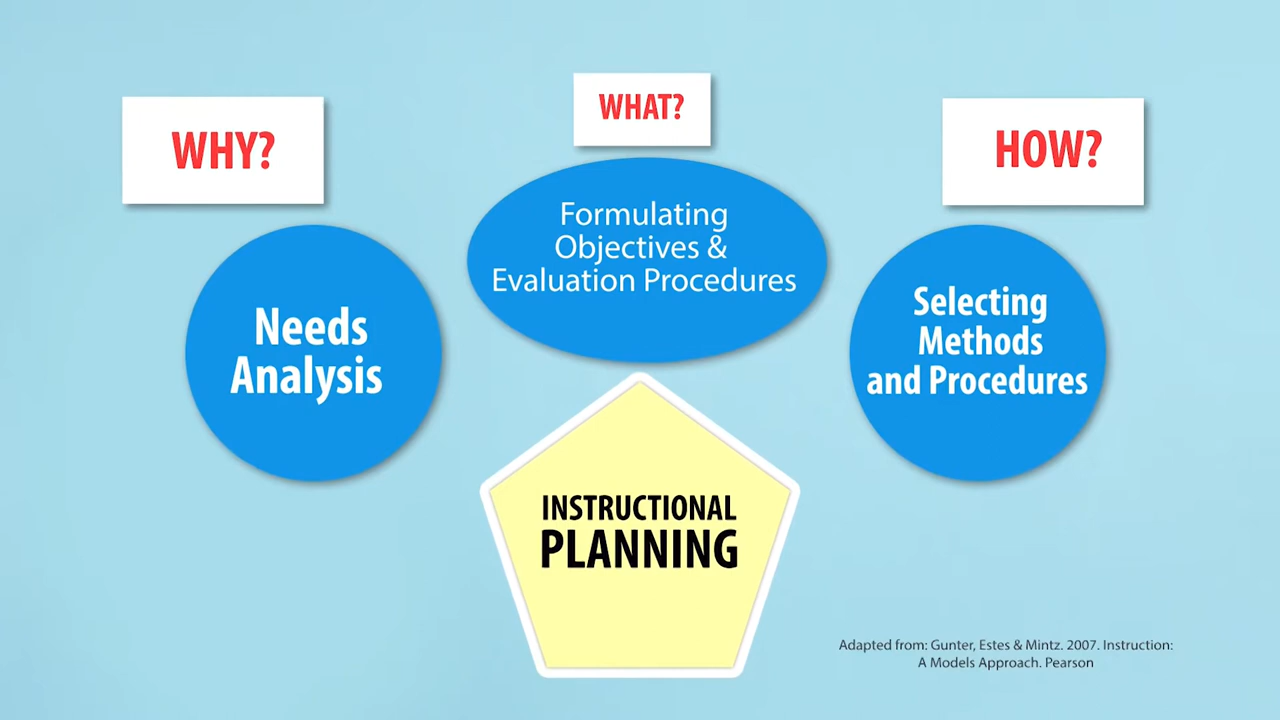 WHY?
WHAT?
HOW?
Needs
Analysis
Formulating
Objectives &
Evaluation Procedures
Selecting
Methods
and Procedures
INSTRUCTIONAL
PLANNING
Adapted from: Gunter, Estes & Mintz. 2007. Instruction:
A Models Approach. Pearson